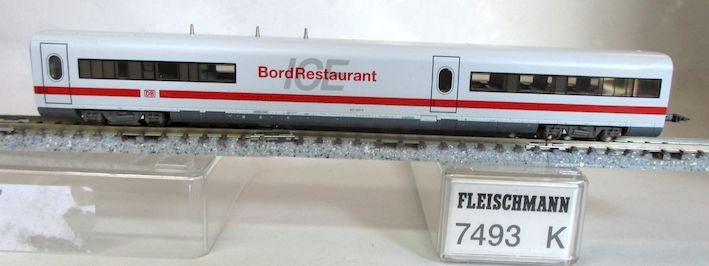 ICE
BordRestaurant
DB
FLEISCHMANN
7493 K